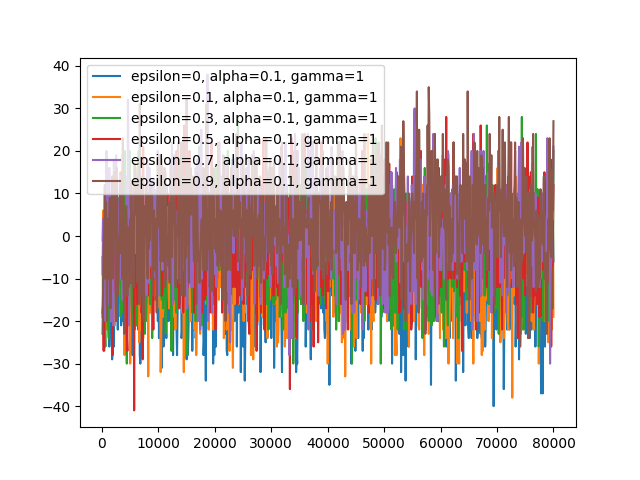 epsilon=0, alpha=0.1, gamma=1
epsilon=0.1, alpha=0.1, gamma=1
epsilon=0.3, alpha=0.1, gamma=1
epsilon=0.5, alpha=0.1, gamma=1
epsilon=0.7, alpha=0.1, gamma=1
epsilon=0.9, alpha=0.1, gamma=1
40
30
20
10
0
−10
−20
−30
−40
0 10000 20000 30000 40000 50000 60000 70000 80000